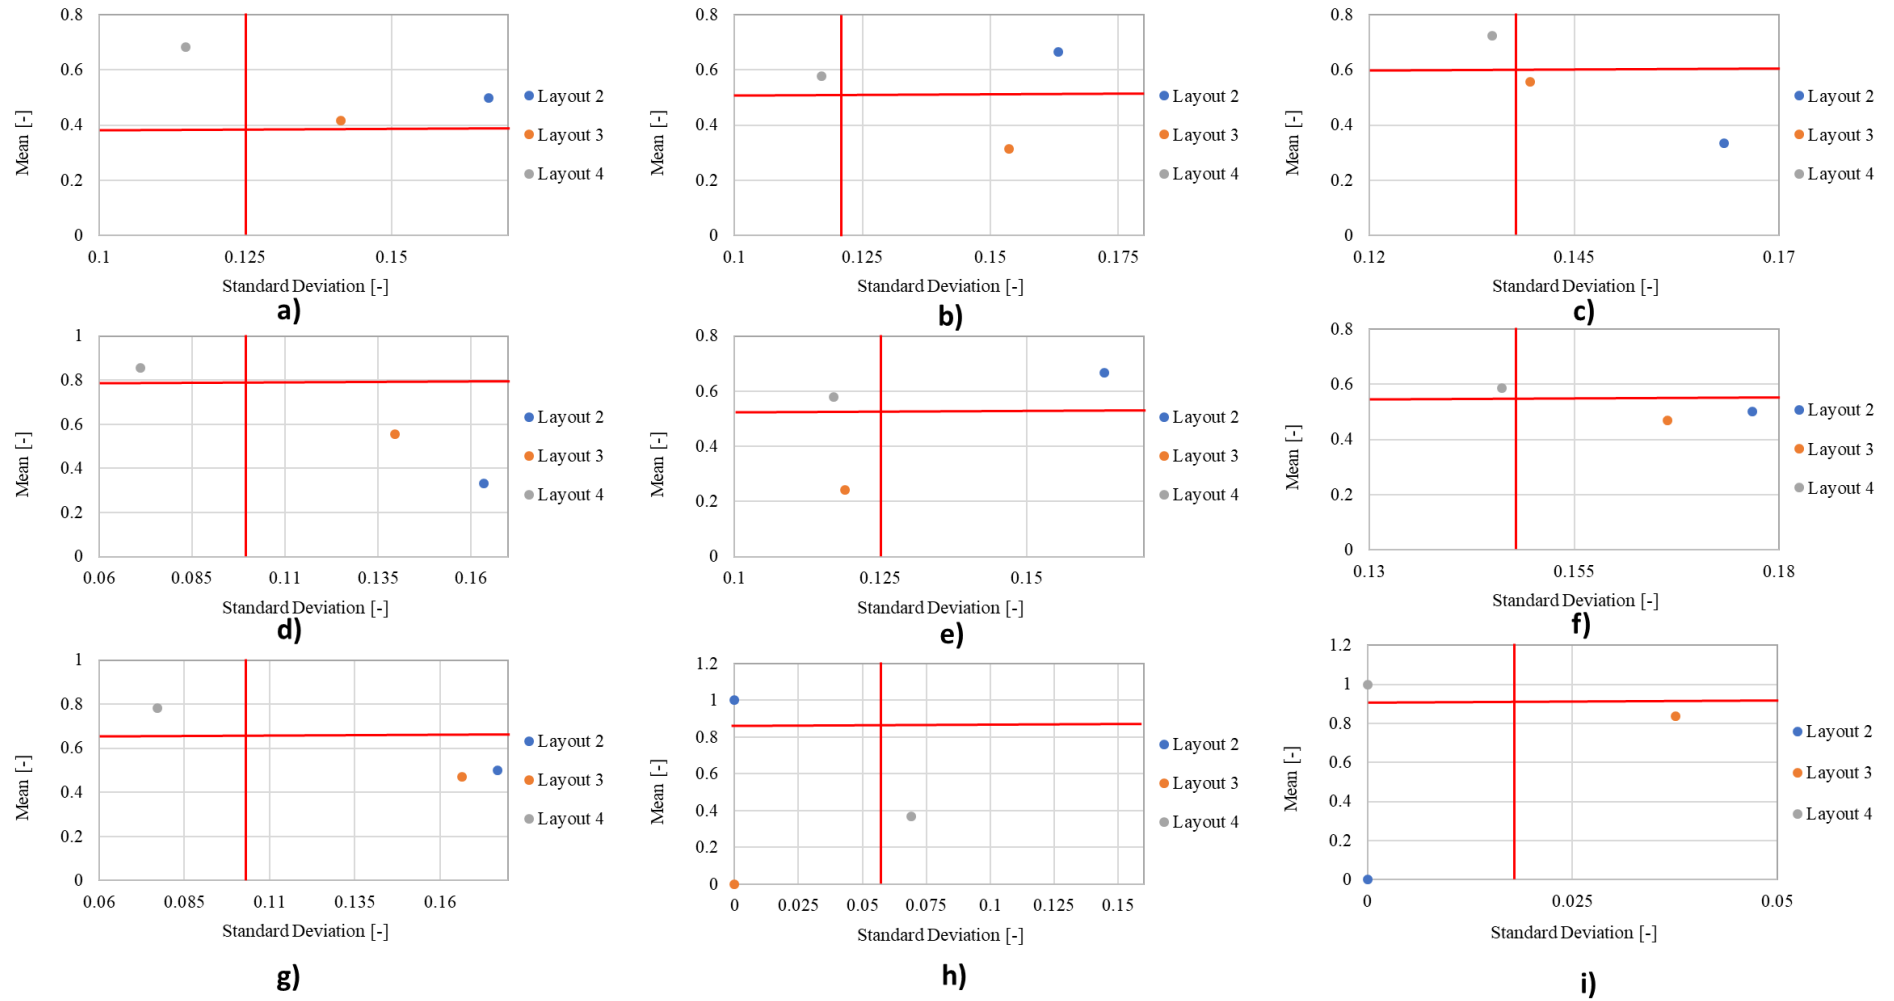 0.8
0.6
0.4
0.2
0
Mean [-]
0.1
0.125
0.15
Standard Deviation [-]
Layout 2
Layout 3
Layout 4
a)
0.8
0.6
0.4
0.2
0
Mean [-]
0.1
0.125
0.15
0.175
Standard Deviation [-]
Layout 2
Layout 3
Layout 4
b)
0.8
0.6
0.4
0.2
0
Mean [-]
0.12
0.145
0.17
Standard Deviation [-]
Layout 2
Layout 3
Layout 4
c)
1
0.8
0.6
0.4
0.2
0
Mean [-]
0.06
0.085
0.11
0.135
0.16
Standard Deviation [-]
Layout 2
Layout 3
Layout 4
d)
0.8
0.6
0.4
0.2
0
Mean [-]
0.1
0.125
0.15
Standard Deviation [-]
Layout 2
Layout 3
Layout 4
e)
0.8
0.6
0.4
0.2
0
Mean [-]
0.13
0.155
0.18
Standard Deviation [-]
Layout 2
Layout 3
Layout 4
f)
1
0.8
0.6
0.4
0.2
0
Mean [-]
0.06
0.085
0.11
0.135
0.16
Standard Deviation [-]
Layout 2
Layout 3
Layout 4
g)
1.2
1
0.8
0.6
0.4
0.2
0
Mean [-]
0
0.025
0.05
0.075
0.1
0.125
0.15
Standard Deviation [-]
Layout 2
Layout 3
Layout 4
h)
1.2
1
0.8
0.6
0.4
0.2
0
Mean [-]
0
0.025
0.05
Standard Deviation [-]
Layout 2
Layout 3
Layout 4
i)